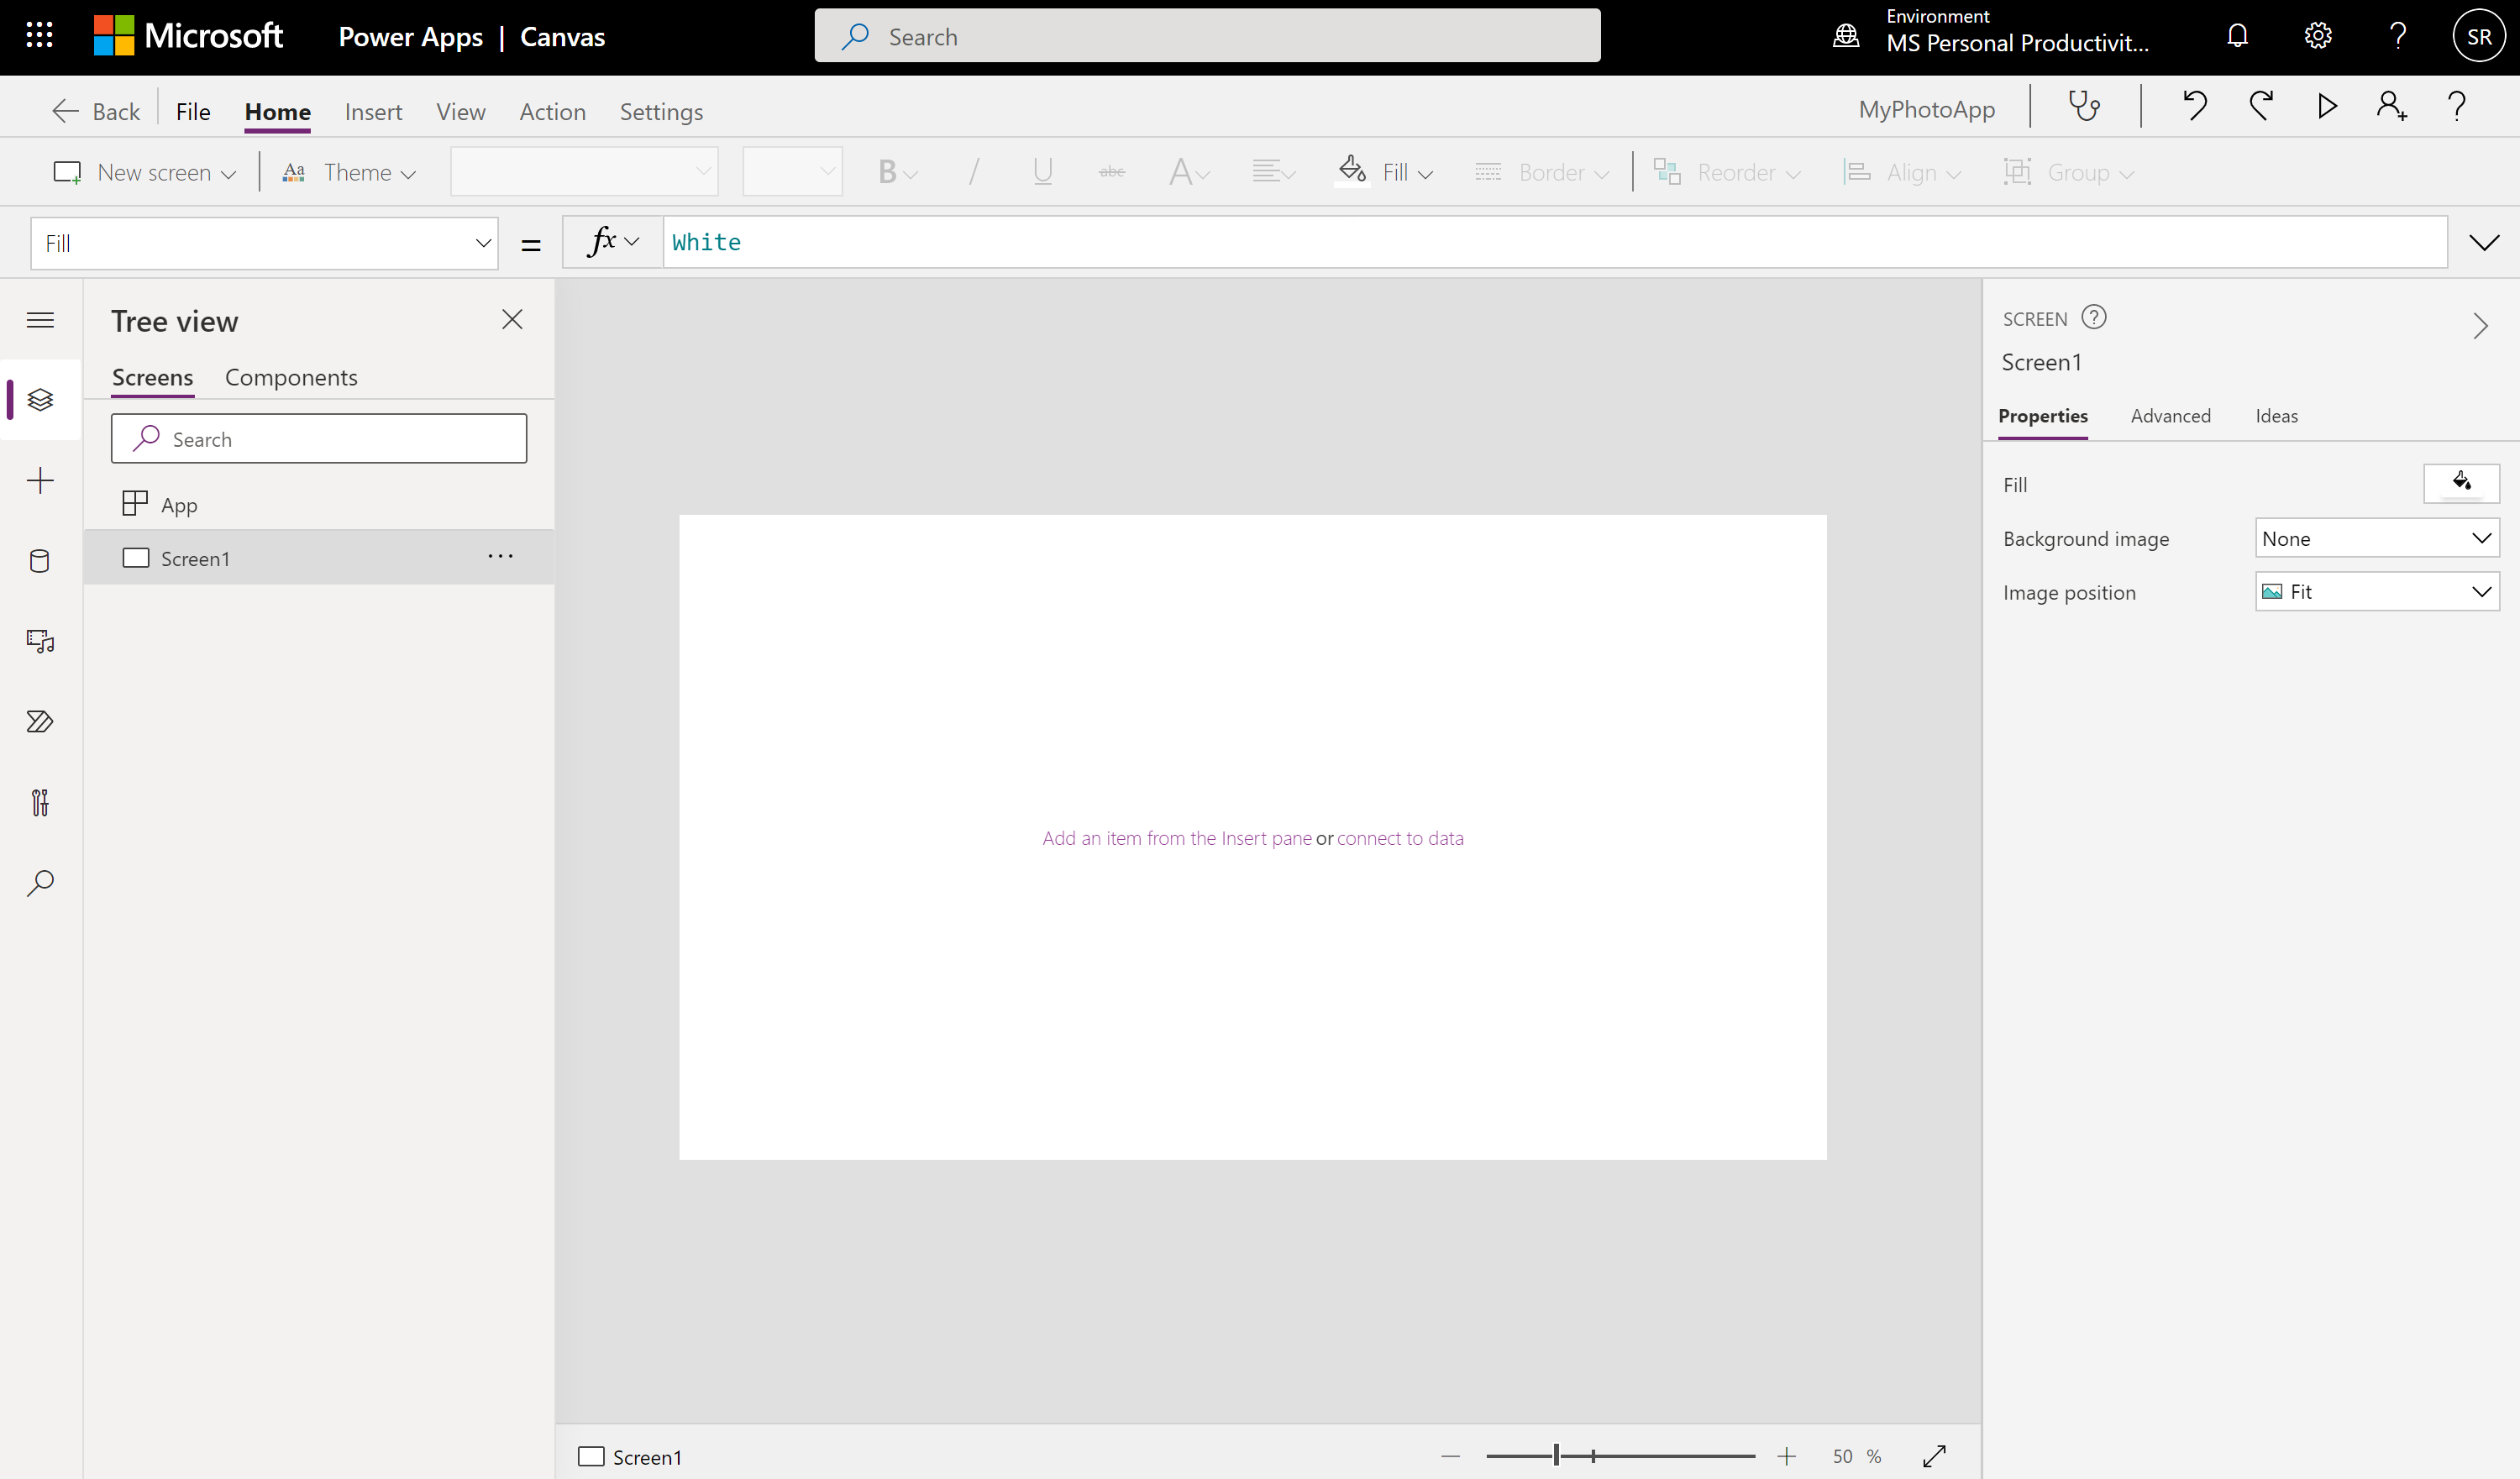 Microsoft Power Apps | Canvas Search Environment
MS Personal Productivit... SR
Back File Home Insert View Action Settings MyPhotoApp
New screen Aa Theme B / U abc A Fill Border Reorder Align Group
Fill = fx White
Tree view
Screens Components
Search
App
Screen1 ...
Add an item from the Insert pane or connect to data
SCREEN ?
Screen1
Properties Advanced Ideas
Fill
Background image None
Image position Fit
Screen1 50 %